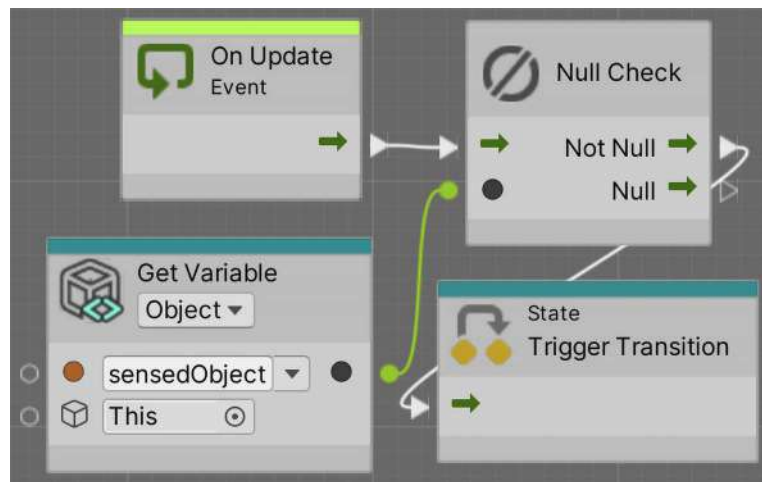 On Update
Event
Null Check
Not Null
Null
Get Variable
Object
sensedObject
This
State
Trigger Transition